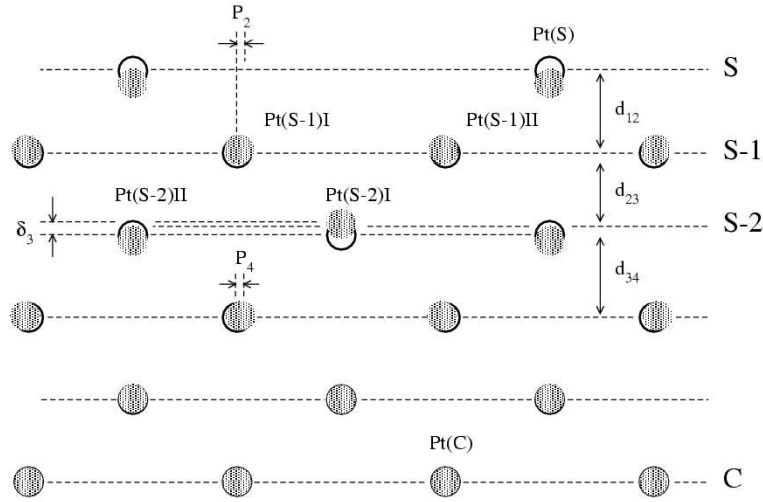 P2
Pt(S)
S
d12
Pt(S-1)I
Pt(S-1)II
S-1
d23
Pt(S-2)II
Pt(S-2)I
S-2
δ3
P4
d34
Pt(C)
C